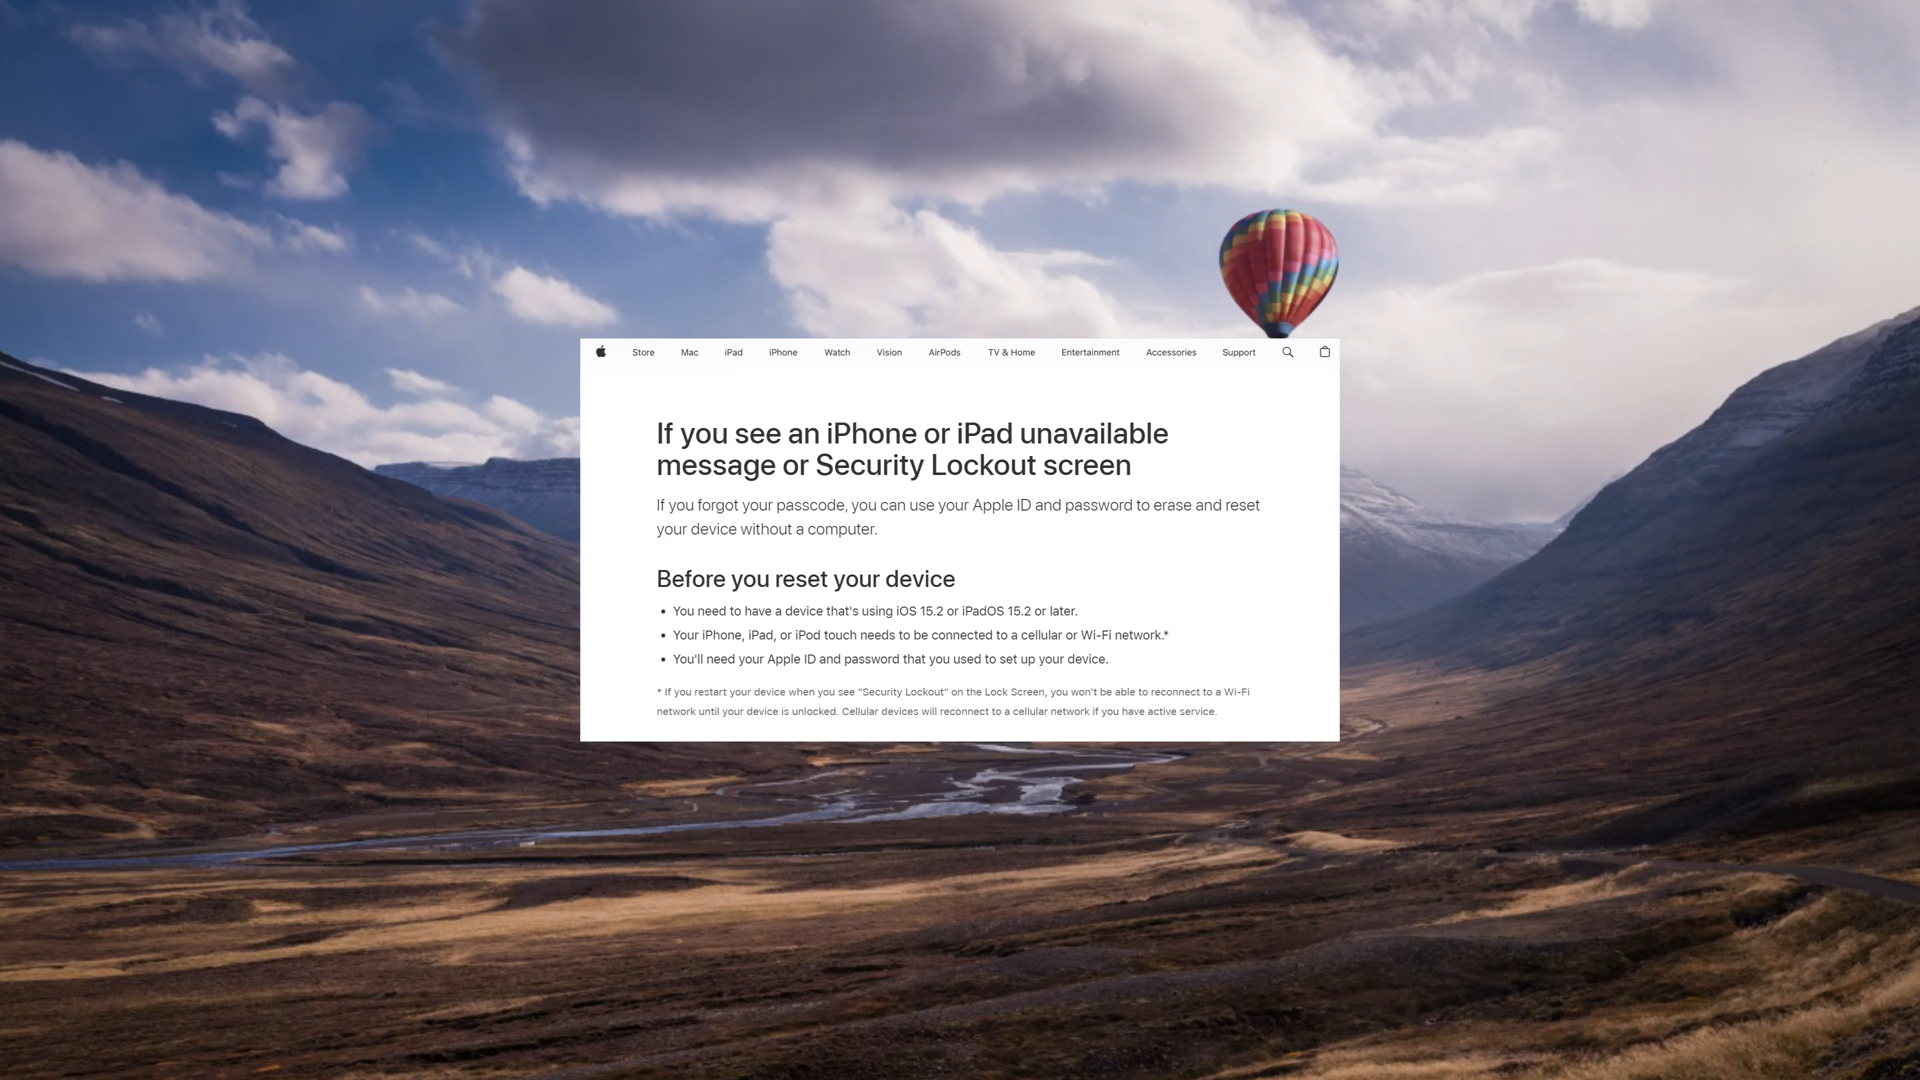 Store Mac iPad iPhone Watch Vision AirPods TV & Home Entertainment Accessories Support
If you see an iPhone or iPad unavailable
message or Security Lockout screen
If you forgot your passcode, you can use your Apple ID and password to erase and reset
your device without a computer.
Before you reset your device
• You need to have a device that's using iOS 15.2 or iPadOS 15.2 or later.
• Your iPhone, iPad, or iPod touch needs to be connected to a cellular or Wi-Fi network.*
• You'll need your Apple ID and password that you used to set up your device.
* If you restart your device when you see "Security Lockout" on the Lock Screen, you won't be able to reconnect to a Wi-Fi
network until your device is unlocked. Cellular devices will reconnect to a cellular network if you have active service.